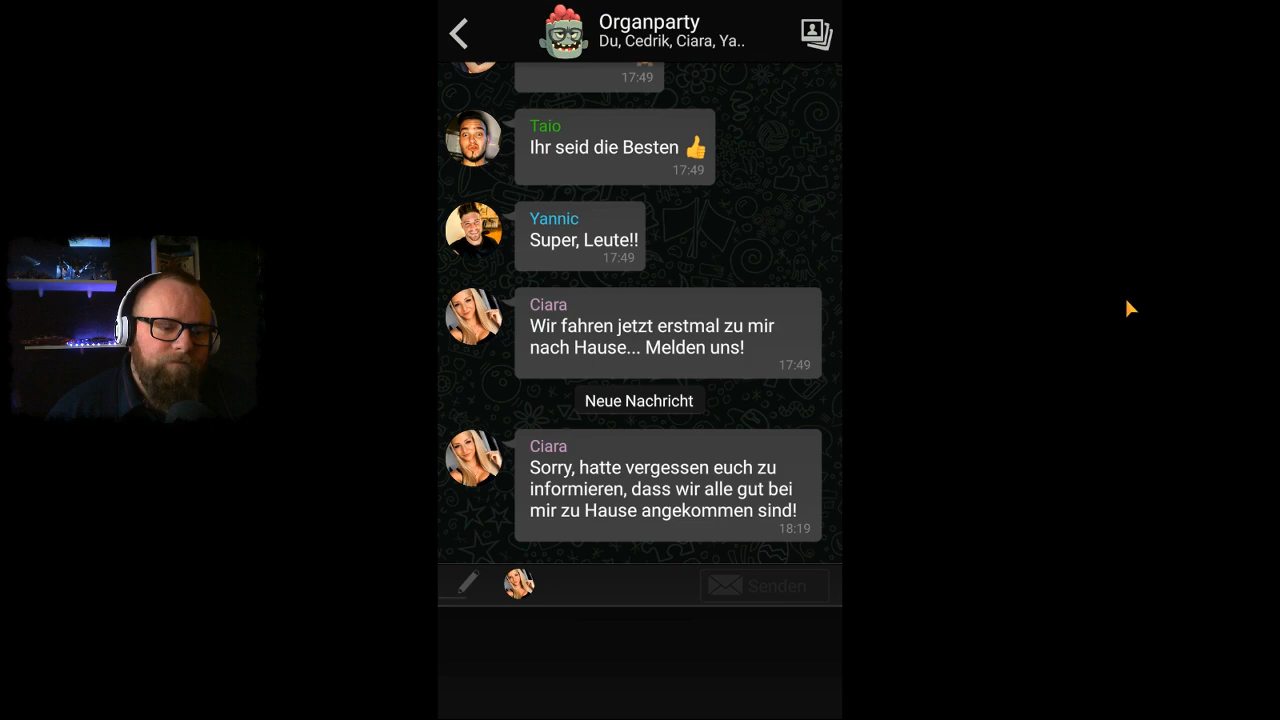 Organparty
Du, Cedrik, Ciara, Ya..
17:49
Taio
Ihr seid die Besten 👍
17:49
Yannic
Super, Leute!!
17:49
Ciara
Wir fahren jetzt erstmal zu mir
nach Hause... Melden uns!
17:49
Neue Nachricht
Ciara
Sorry, hatte vergessen euch zu
informieren, dass wir alle gut bei
mir zu Hause angekommen sind!
18:19
Senden